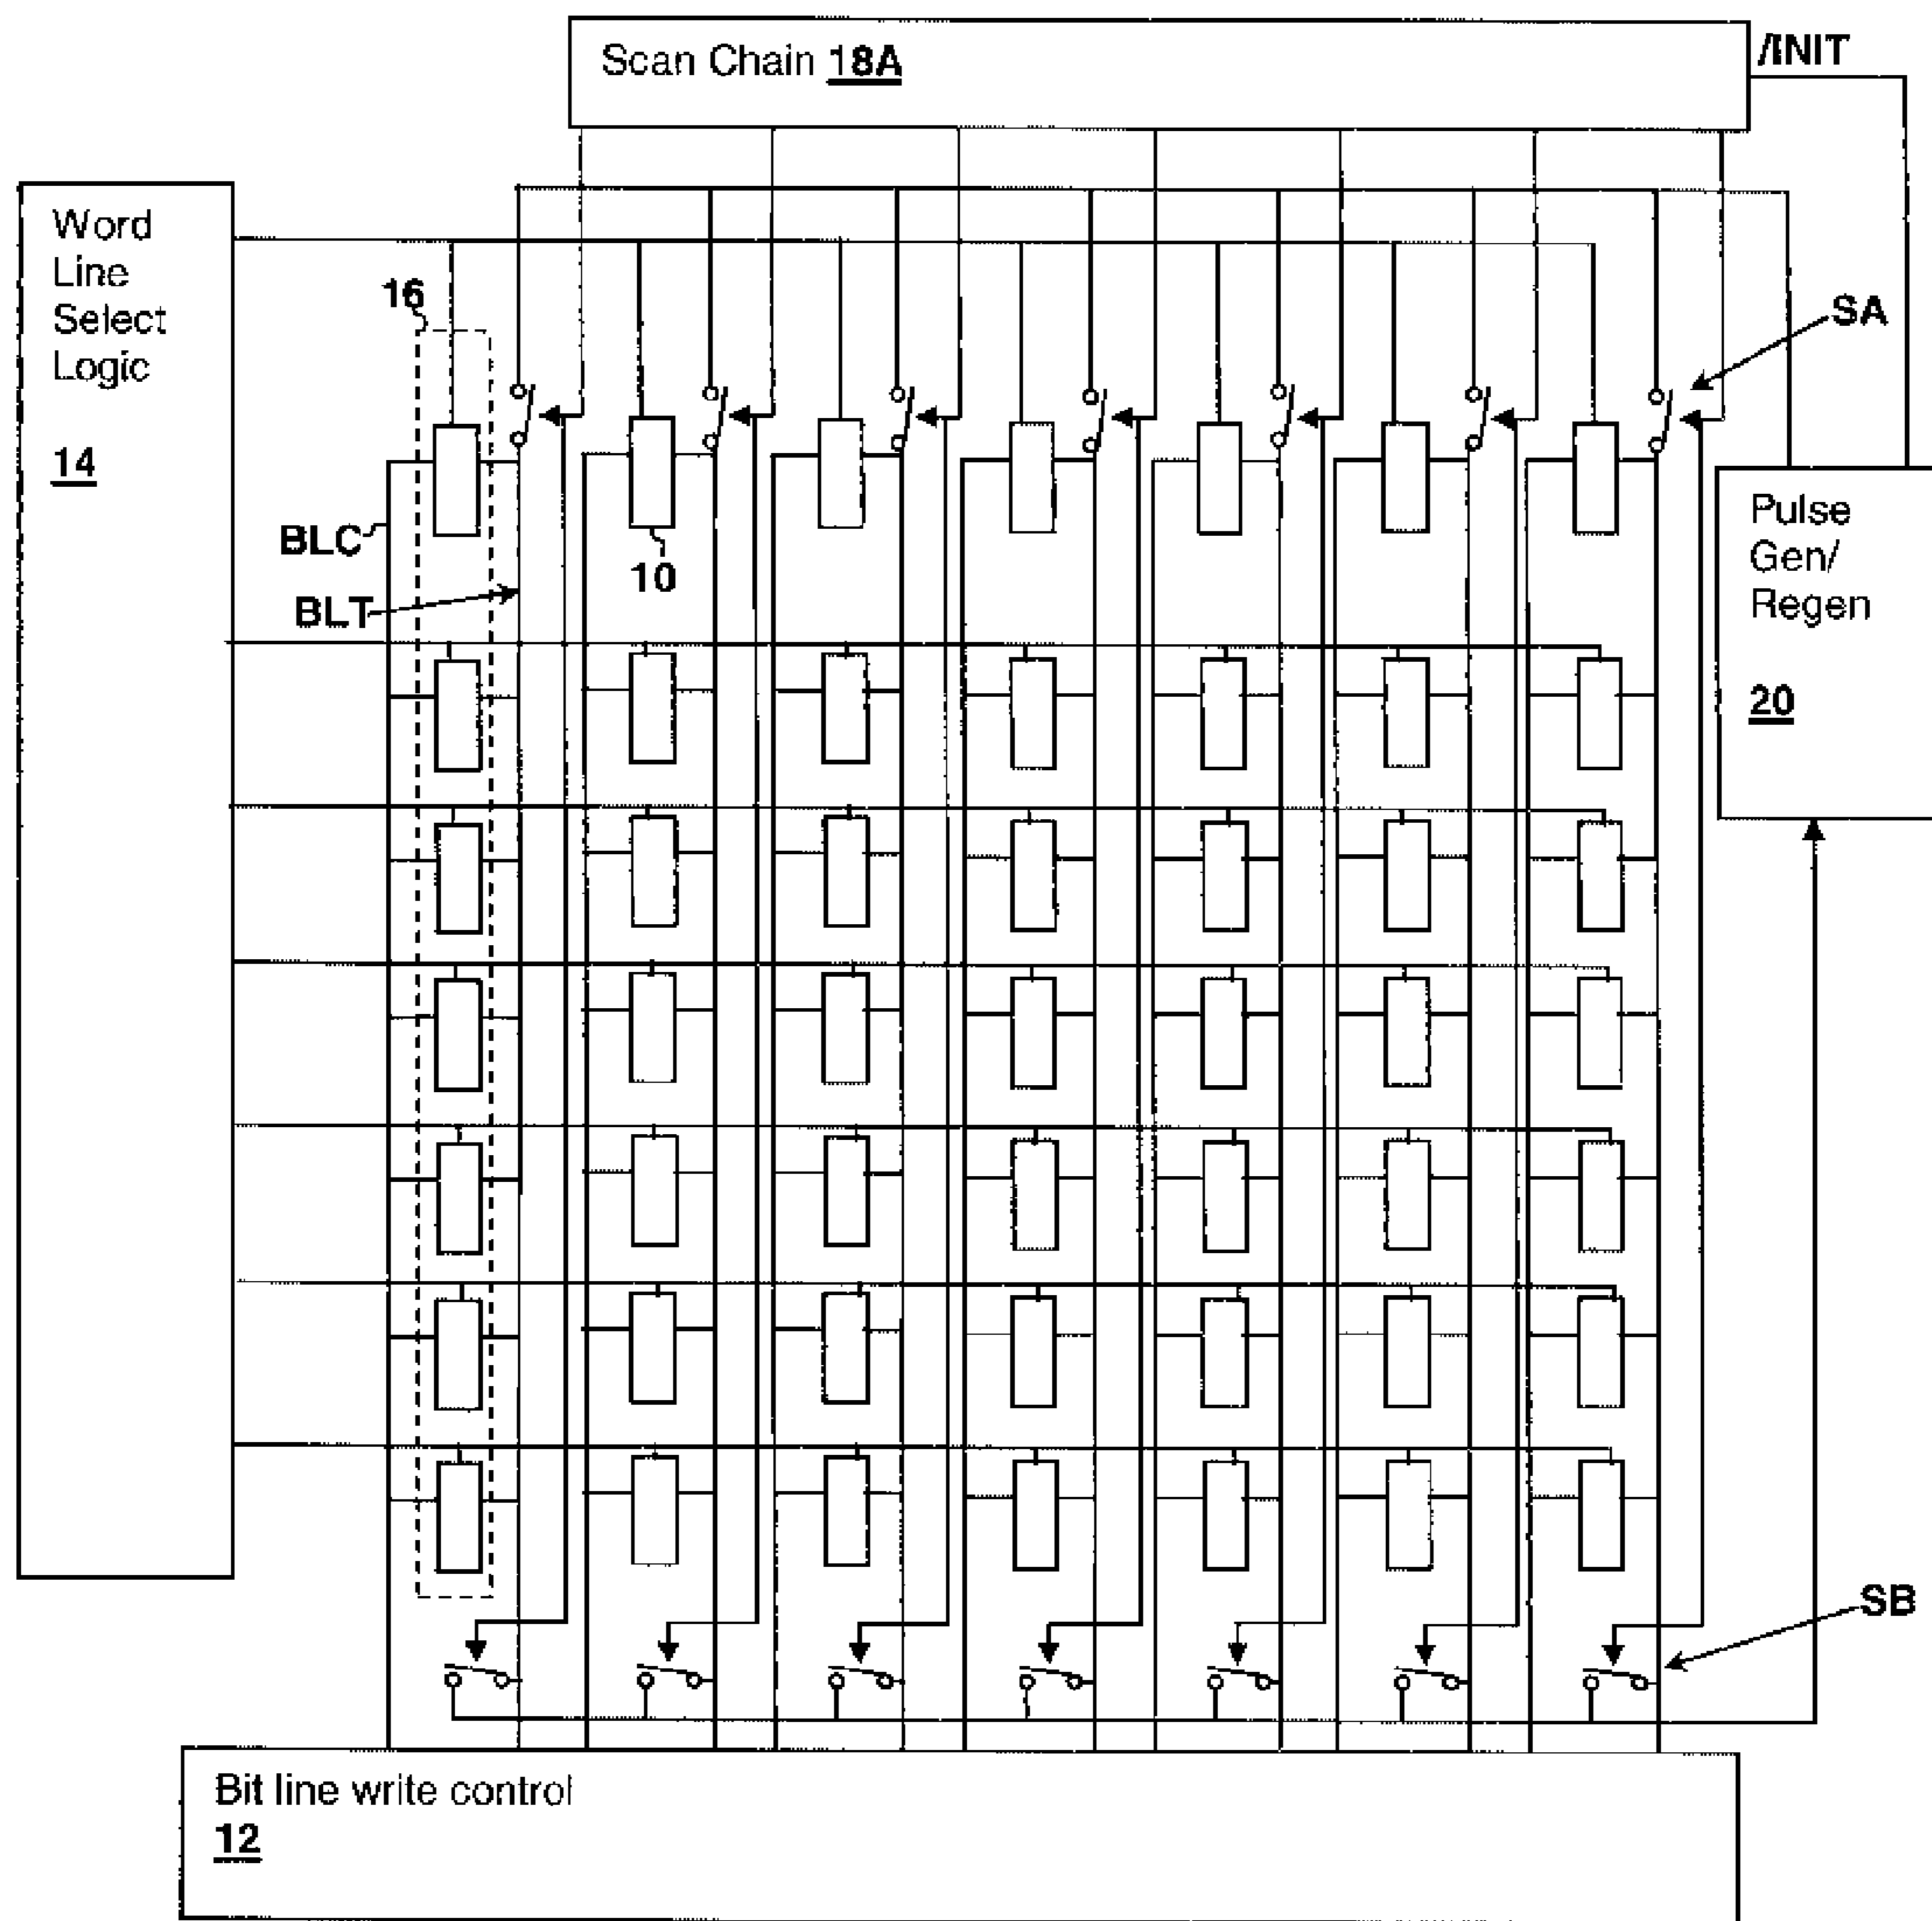 Scan Chain 18A
/INIT
Word
Line
Select
Logic
14
16
SA
BLC
BLT
10
Pulse
Gen/
Regen
20
SB
Bit line write control
12